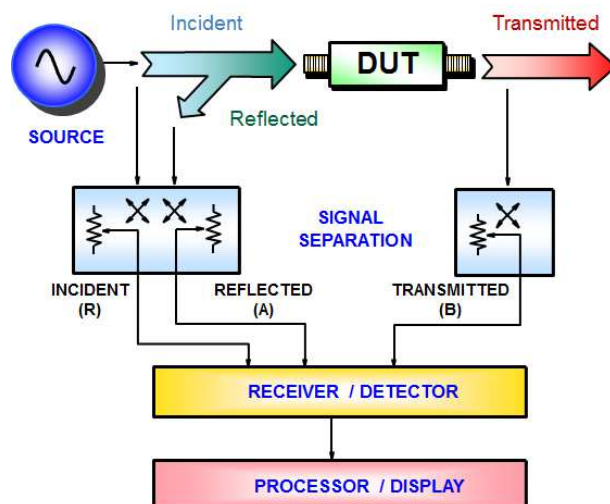 Incident
Transmitted
DUT
Reflected
SOURCE
SIGNAL
SEPARATION
INCIDENT
(R)
REFLECTED
(A)
TRANSMITTED
(B)
RECEIVER / DETECTOR
PROCESSOR / DISPLAY